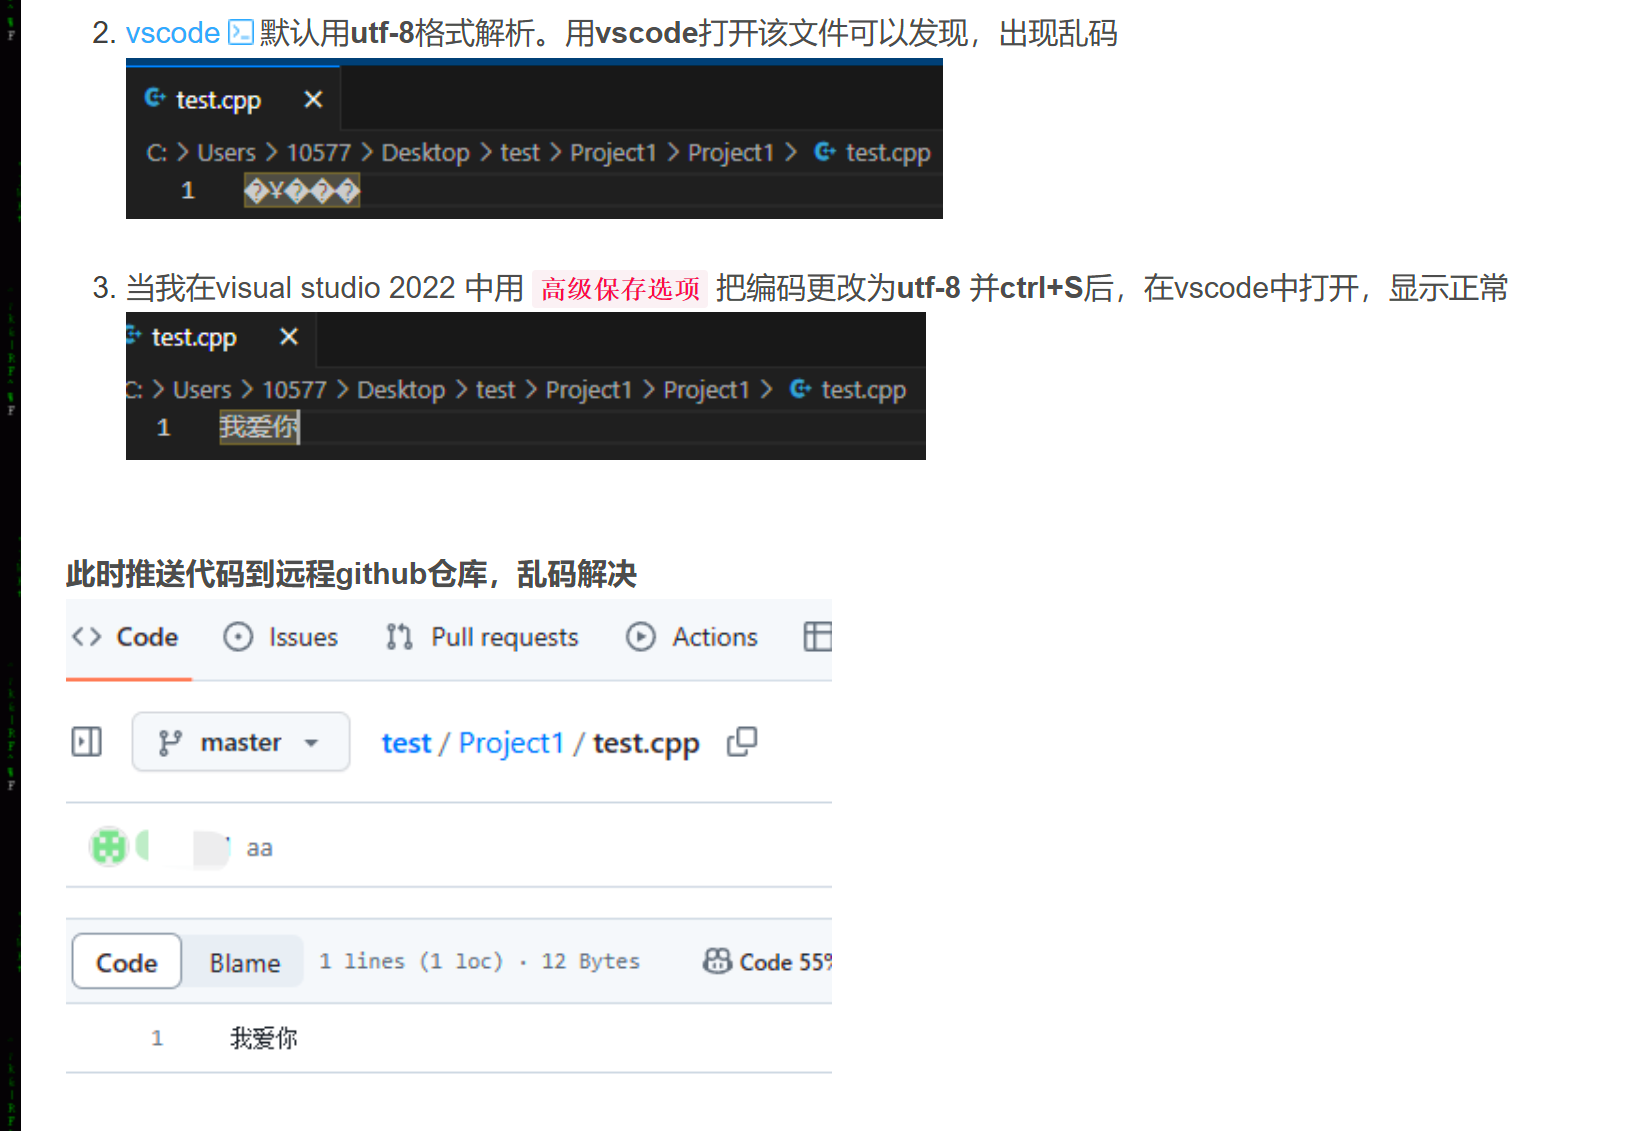 2. vscode 默认用utf-8格式解析。用vscode打开该文件可以发现，出现乱码
test.cpp
C: > Users > 10577 > Desktop > test > Project1 > Project1 > test.cpp
1 �¥���
3. 当我在visual studio 2022 中用 高级保存选项 把编码更改为utf-8 并ctrl+S后，在vscode中打开，显示正常
test.cpp
C: > Users > 10577 > Desktop > test > Project1 > Project1 > test.cpp
1 我爱你
此时推送代码到远程github仓库，乱码解决
Code Issues Pull requests Actions
master test / Project1 / test.cpp
aa
Code Blame 1 lines (1 loc) · 12 Bytes Code 55%
1 我爱你